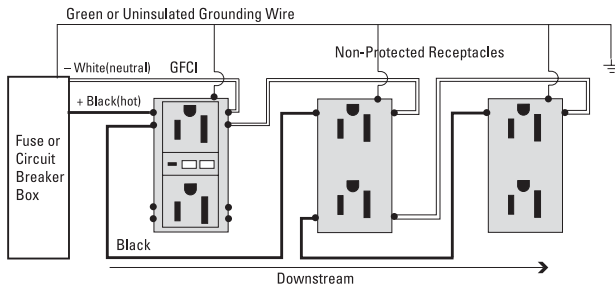 Green or Uninsulated Grounding Wire
– White(neutral)
GFCI
Non-Protected Receptacles
+ Black(hot)
Fuse or
Circuit
Breaker
Box
Black
Downstream